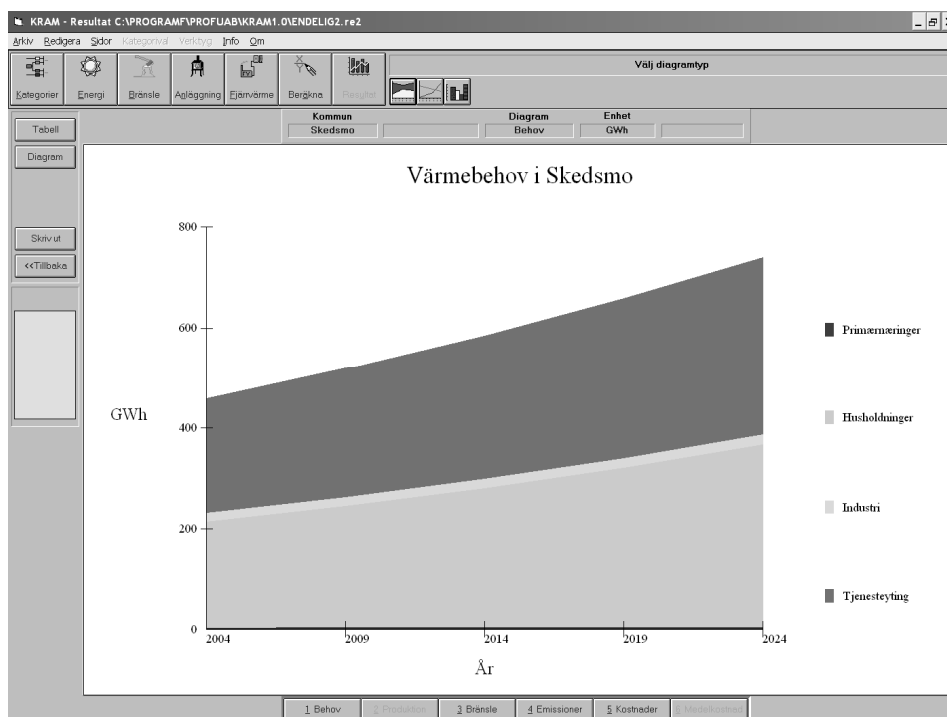 KRAM - Resultat C:\PROGRAMF\PROFUAB\KRAM1.0\ENDELIG2.re2
Arkiv Redigera Sidor Kategorival Verktyg Info Om
Kategorier Energi Bränsle Anläggning Fjärrvärme Beräkna Resultat
Välj diagramtyp
Kommun Diagram Enhet
Skedsmo Behov GWh
Tabell
Diagram
Skriv ut
<<Tillbaka
Värmebehov i Skedsmo
800
600
400
200
0
GWh
2004 2009 2014 2019 2024
År
Primærnæringer
Husholdninger
Industri
Tjenesteyting
1 Behov 2 Produktion 3 Bränsle 4 Emissioner 5 Kostnader 6 Medelkostnad